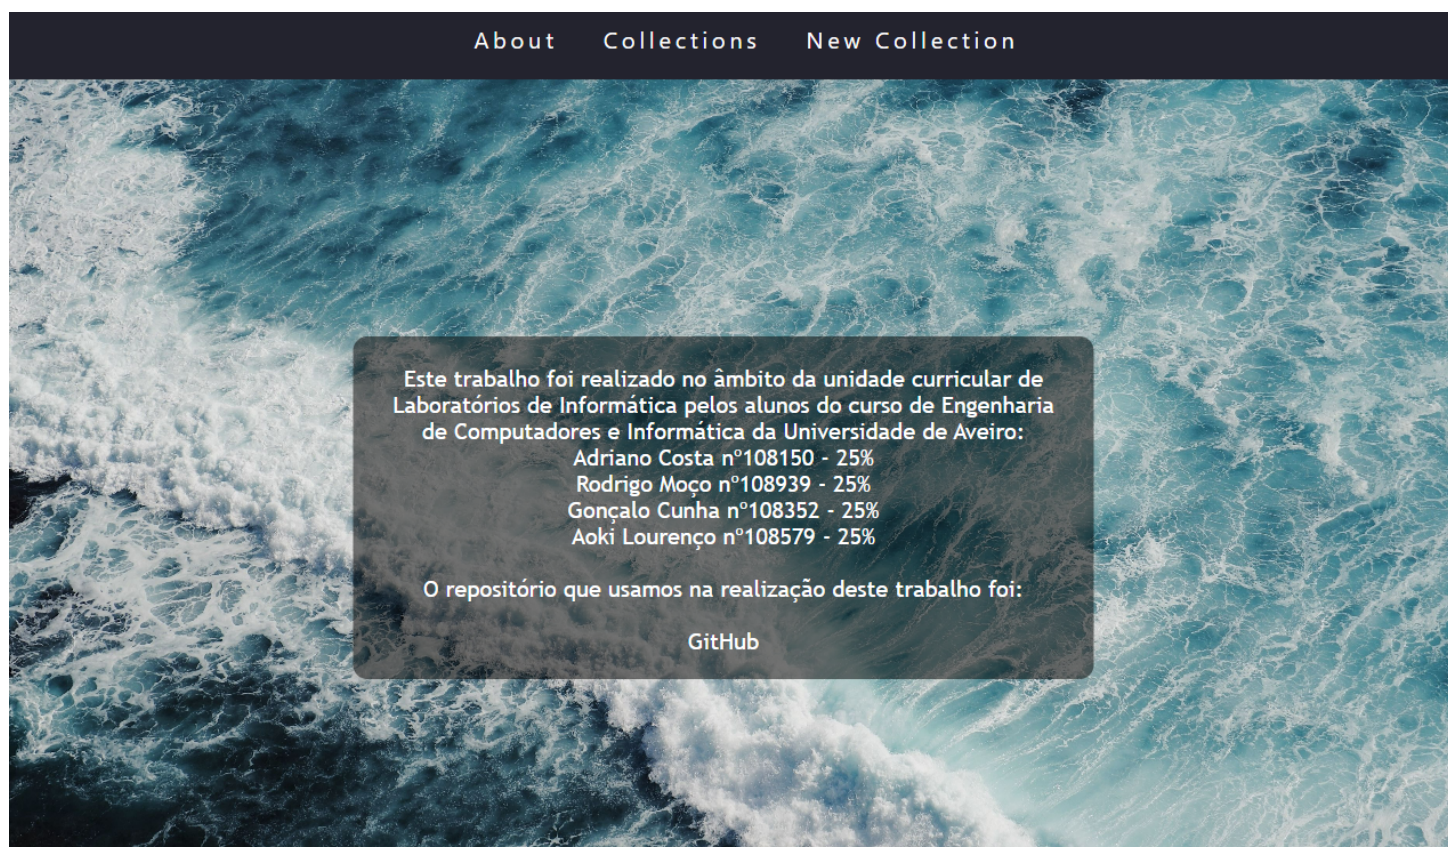 About Collections New Collection
Este trabalho foi realizado no âmbito da unidade curricular de
Laboratórios de Informática pelos alunos do curso de Engenharia
de Computadores e Informática da Universidade de Aveiro:
Adriano Costa nº108150 - 25%
Rodrigo Moço nº108939 - 25%
Gonçalo Cunha nº108352 - 25%
Aoki Lourenço nº108579 - 25%
O repositório que usamos na realização deste trabalho foi:
GitHub